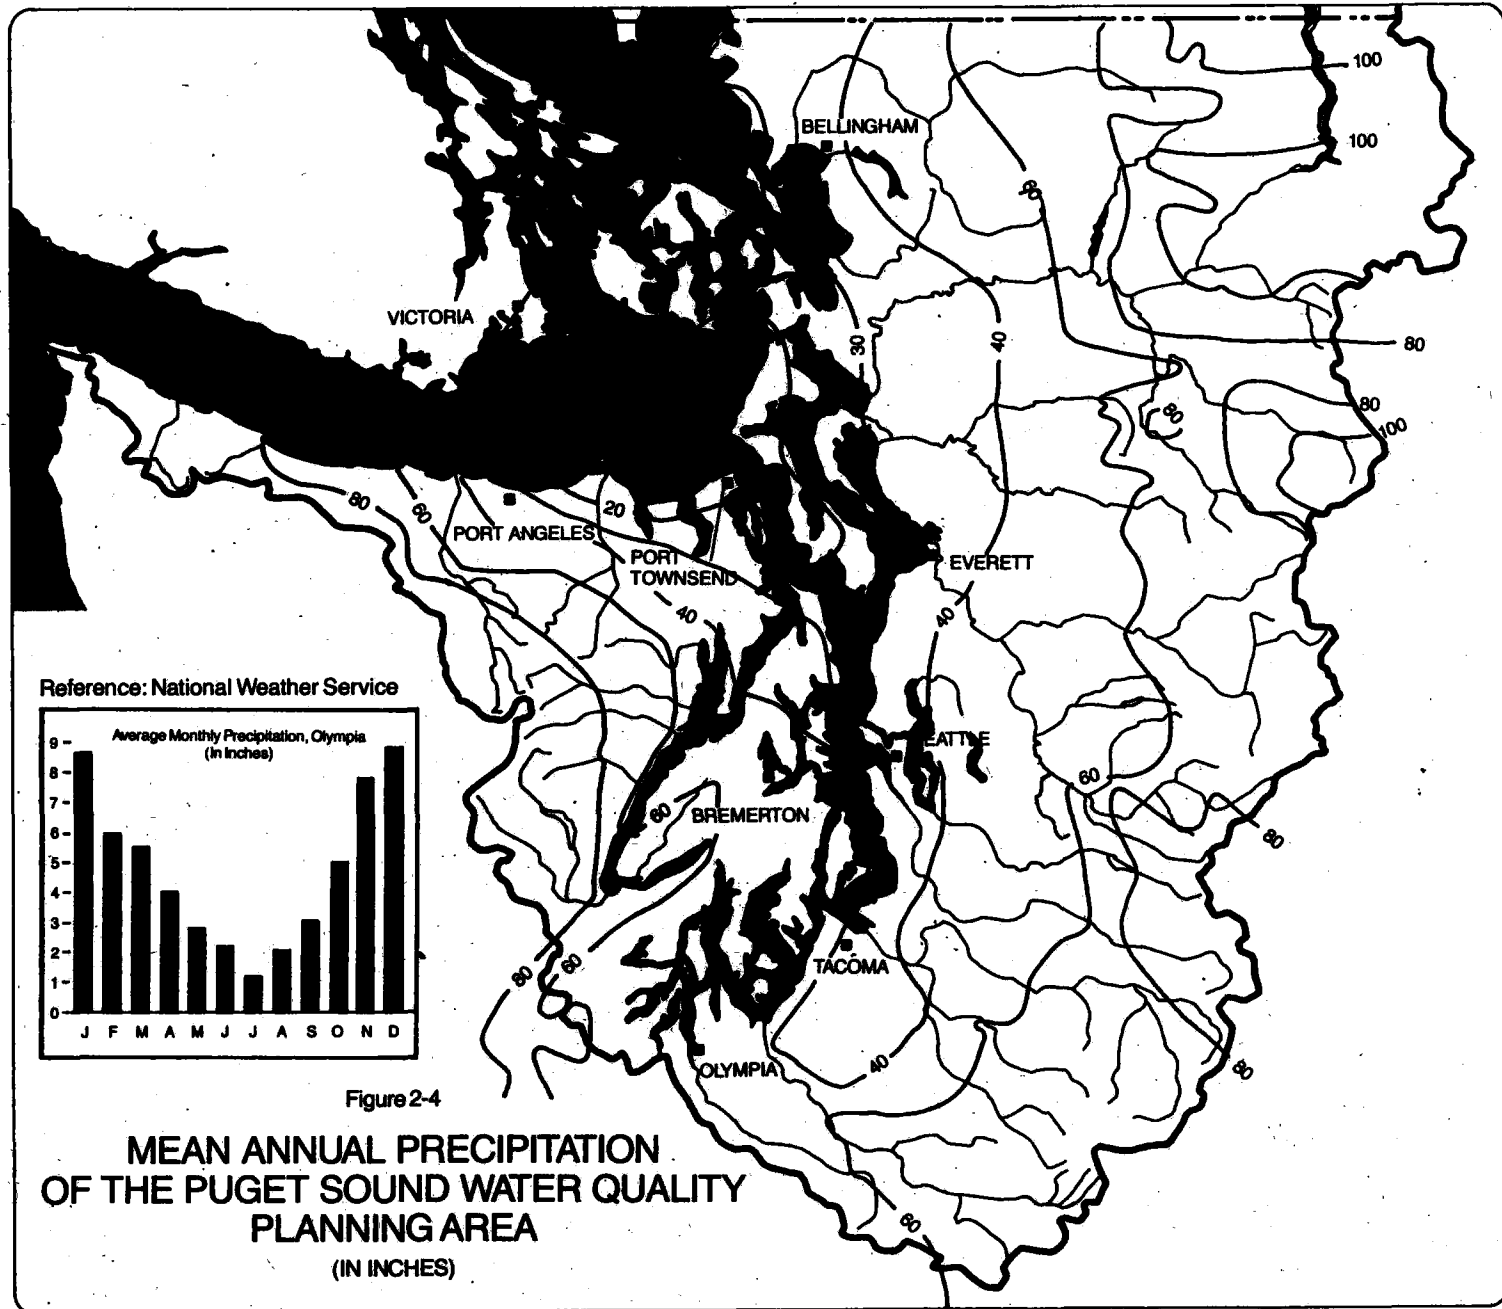 100
BELLINGHAM
100
60
VICTORIA
30
40
80
80
80
100
80
60
20
PORT ANGELES
PORT
TOWNSEND
EVERETT
40
40
Reference: National Weather Service
Average Monthly Precipitation, Olympia
(In Inches)
9
8
7
6
5
4
3
2
1
0
J F M A M J J A S O N D
EATTLE
60
60
BREMERTON
80
80
60
TACOMA
OLYMPIA
40
80
60
Figure 2-4
MEAN ANNUAL PRECIPITATION
OF THE PUGET SOUND WATER QUALITY
PLANNING AREA
(IN INCHES)